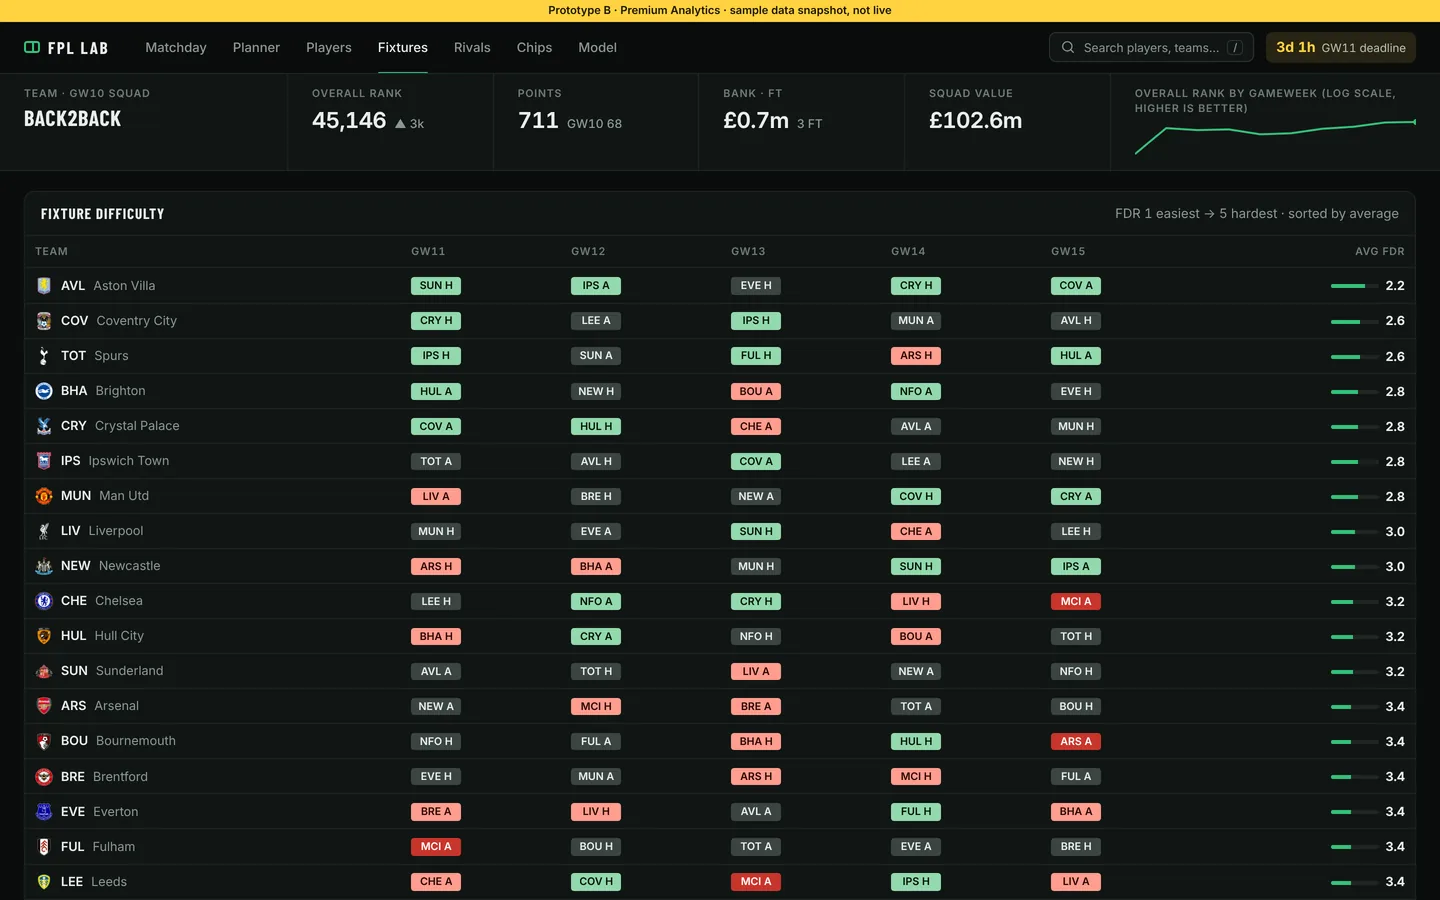 Prototype B · Premium Analytics · sample data snapshot, not live
FPL LAB Matchday Planner Players Fixtures Rivals Chips Model Search players, teams... / 3d 1h GW11 deadline
TEAM · GW10 SQUAD
BACK2BACK
OVERALL RANK
45,146 ▲ 3k
POINTS
711 GW10 68
BANK · FT
£0.7m 3 FT
SQUAD VALUE
£102.6m
OVERALL RANK BY GAMEWEEK (LOG SCALE,
HIGHER IS BETTER)
FIXTURE DIFFICULTY FDR 1 easiest → 5 hardest · sorted by average
TEAM GW11 GW12 GW13 GW14 GW15 AVG FDR
AVL Aston Villa SUN H IPS A EVE H CRY H COV A 2.2
COV Coventry City CRY H LEE A IPS H MUN A AVL H 2.6
TOT Spurs IPS H SUN A FUL H ARS H HUL A 2.6
BHA Brighton HUL A NEW H BOU A NFO A EVE H 2.8
CRY Crystal Palace COV A HUL H CHE A AVL A MUN H 2.8
IPS Ipswich Town TOT A AVL H COV A LEE A NEW H 2.8
MUN Man Utd LIV A BRE H NEW A COV H CRY A 2.8
LIV Liverpool MUN H EVE A SUN H CHE A LEE H 3.0
NEW Newcastle ARS H BHA A MUN H SUN H IPS A 3.0
CHE Chelsea LEE H NFO A CRY H LIV H MCI A 3.2
HUL Hull City BHA H CRY A NFO H BOU A TOT H 3.2
SUN Sunderland AVL A TOT H LIV A NEW A NFO H 3.2
ARS Arsenal NEW A MCI H BRE A TOT A BOU H 3.4
BOU Bournemouth NFO H FUL A BHA H HUL H ARS A 3.4
BRE Brentford EVE H MUN A ARS H MCI H FUL A 3.4
EVE Everton BRE A LIV H AVL A FUL H BHA A 3.4
FUL Fulham MCI A BOU H TOT A EVE A BRE H 3.4
LEE Leeds CHE A COV H MCI A IPS H LIV A 3.4